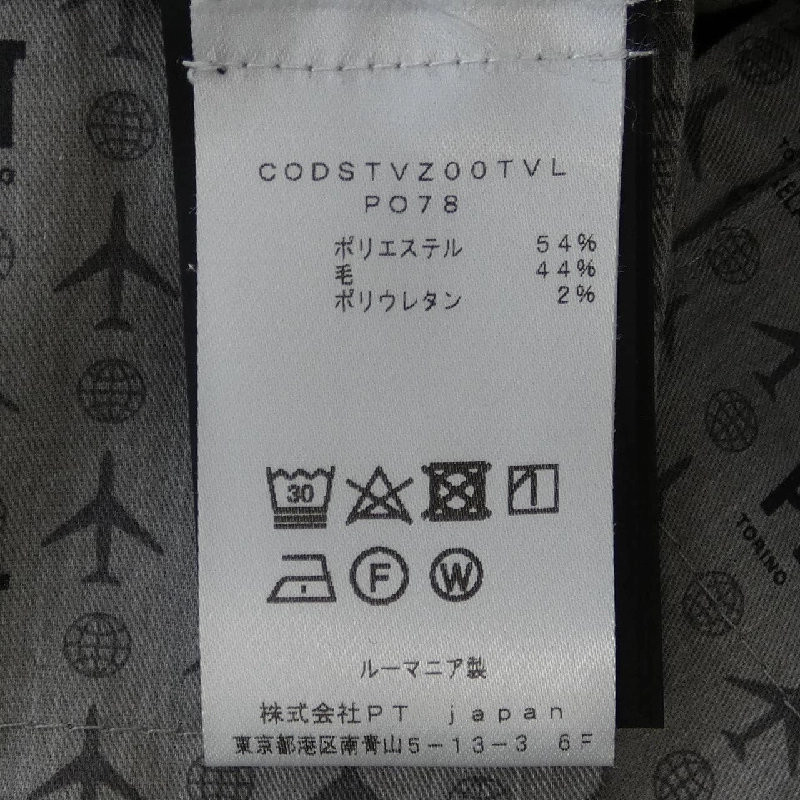 CODSTVZ00TVL
PO78
ポリエステル 54%
毛 44%
ポリウレタン 2%
30
F W
ルーマニア製
株式会社PT japan
東京都港区南青山5-13-3 6F
TORINO